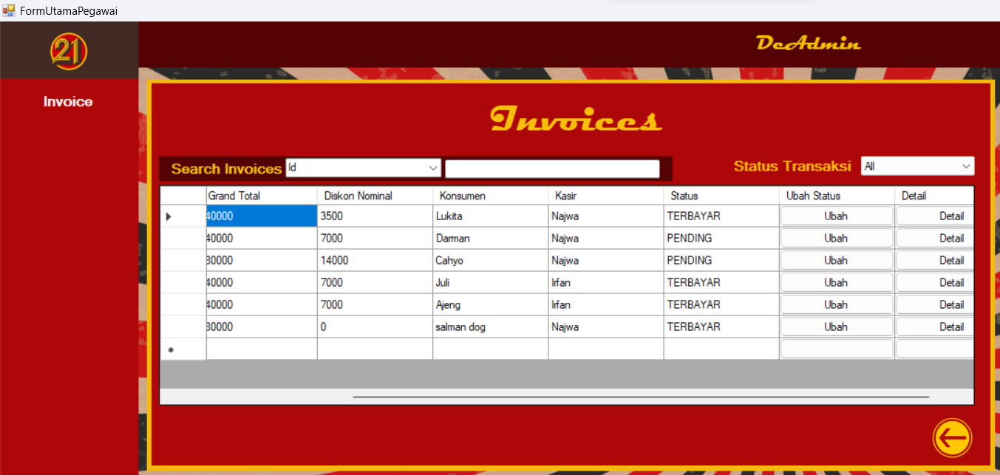 FormUtamaPegawai
21
DeAdmin
Invoice
Invoices
Search Invoices Id
Status Transaksi All
Grand Total Diskon Nominal Konsumen Kasir Status Ubah Status Detail
40000 3500 Lukita Najwa TERBAYAR Ubah Detail
40000 7000 Darman Najwa PENDING Ubah Detail
80000 14000 Cahyo Najwa PENDING Ubah Detail
40000 7000 Juli Irfan TERBAYAR Ubah Detail
40000 7000 Ajeng Irfan TERBAYAR Ubah Detail
80000 0 salman dog Najwa TERBAYAR Ubah Detail